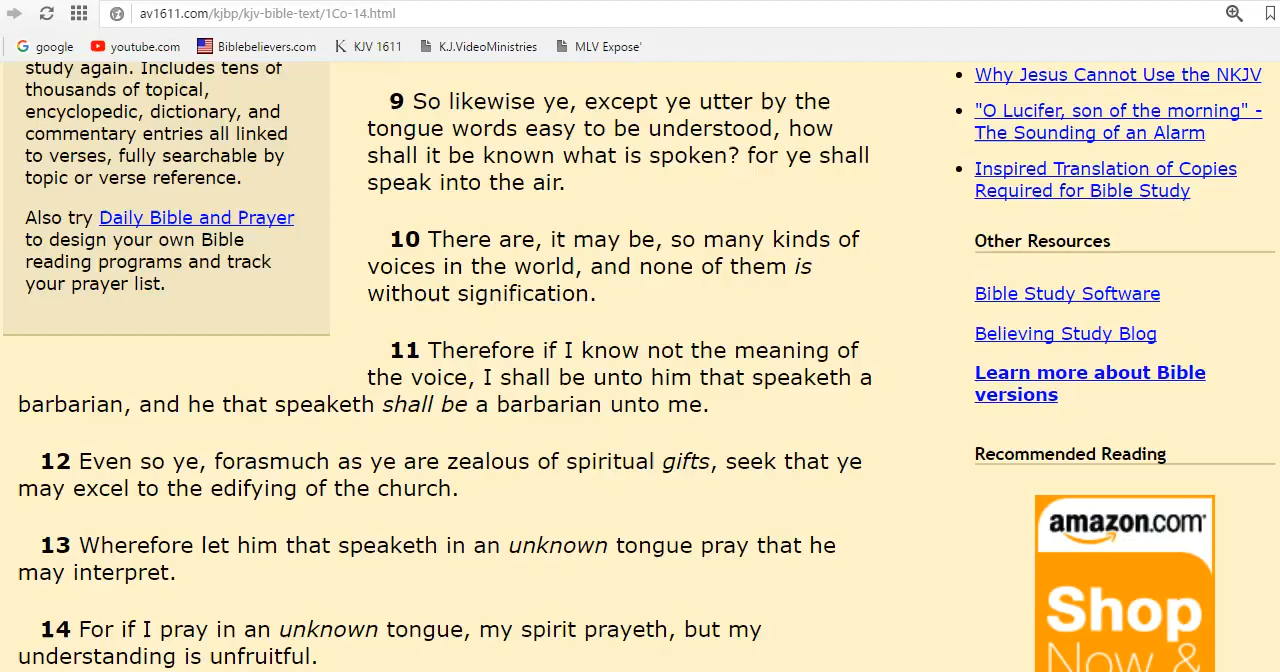 av1611.com/kjbp/kjv-bible-text/1Co-14.html
google
youtube.com
Biblebelievers.com
KJV 1611
K.J.VideoMinistries
MLV Expose'
study again. Includes tens of
thousands of topical,
encyclopedic, dictionary, and
commentary entries all linked
to verses, fully searchable by
topic or verse reference.
Also try Daily Bible and Prayer
to design your own Bible
reading programs and track
your prayer list.
9 So likewise ye, except ye utter by the
tongue words easy to be understood, how
shall it be known what is spoken? for ye shall
speak into the air.
10 There are, it may be, so many kinds of
voices in the world, and none of them is
without signification.
11 Therefore if I know not the meaning of
the voice, I shall be unto him that speaketh a
barbarian, and he that speaketh shall be a barbarian unto me.
12 Even so ye, forasmuch as ye are zealous of spiritual gifts, seek that ye
may excel to the edifying of the church.
13 Wherefore let him that speaketh in an unknown tongue pray that he
may interpret.
14 For if I pray in an unknown tongue, my spirit prayeth, but my
understanding is unfruitful.
Why Jesus Cannot Use the NKJV
"O Lucifer, son of the morning" -
The Sounding of an Alarm
Inspired Translation of Copies
Required for Bible Study
Other Resources
Bible Study Software
Believing Study Blog
Learn more about Bible
versions
Recommended Reading
amazon.com
Shop
Now &